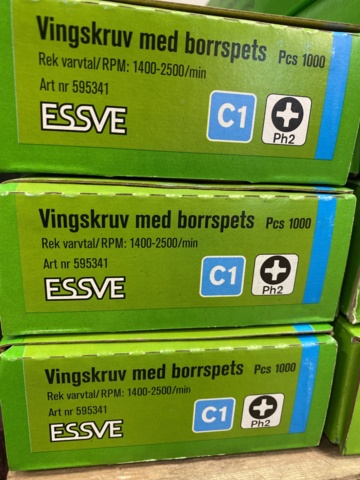 Vingskruv med borrspets Pcs 1000
Rek varvtal/RPM: 1400-2500/min
Art nr 595341
ESSVE C1 Ph2
Vingskruv med borrspets Pcs 1000
Rek varvtal/RPM: 1400-2500/min
Art nr 595341
ESSVE C1 Ph2
Vingskruv med borrspets Pcs 1000
Rek varvtal/RPM: 1400-2500/min
Art nr 595341
ESSVE C1 Ph2